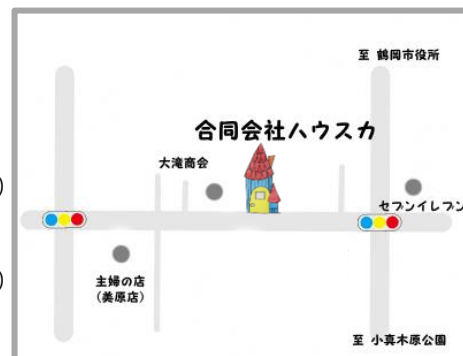 至 鶴岡市役所
合同会社ハウスカ
大滝商会
)
セブンイレブン
主婦の店
(美原店)
)
至 小真木原公園